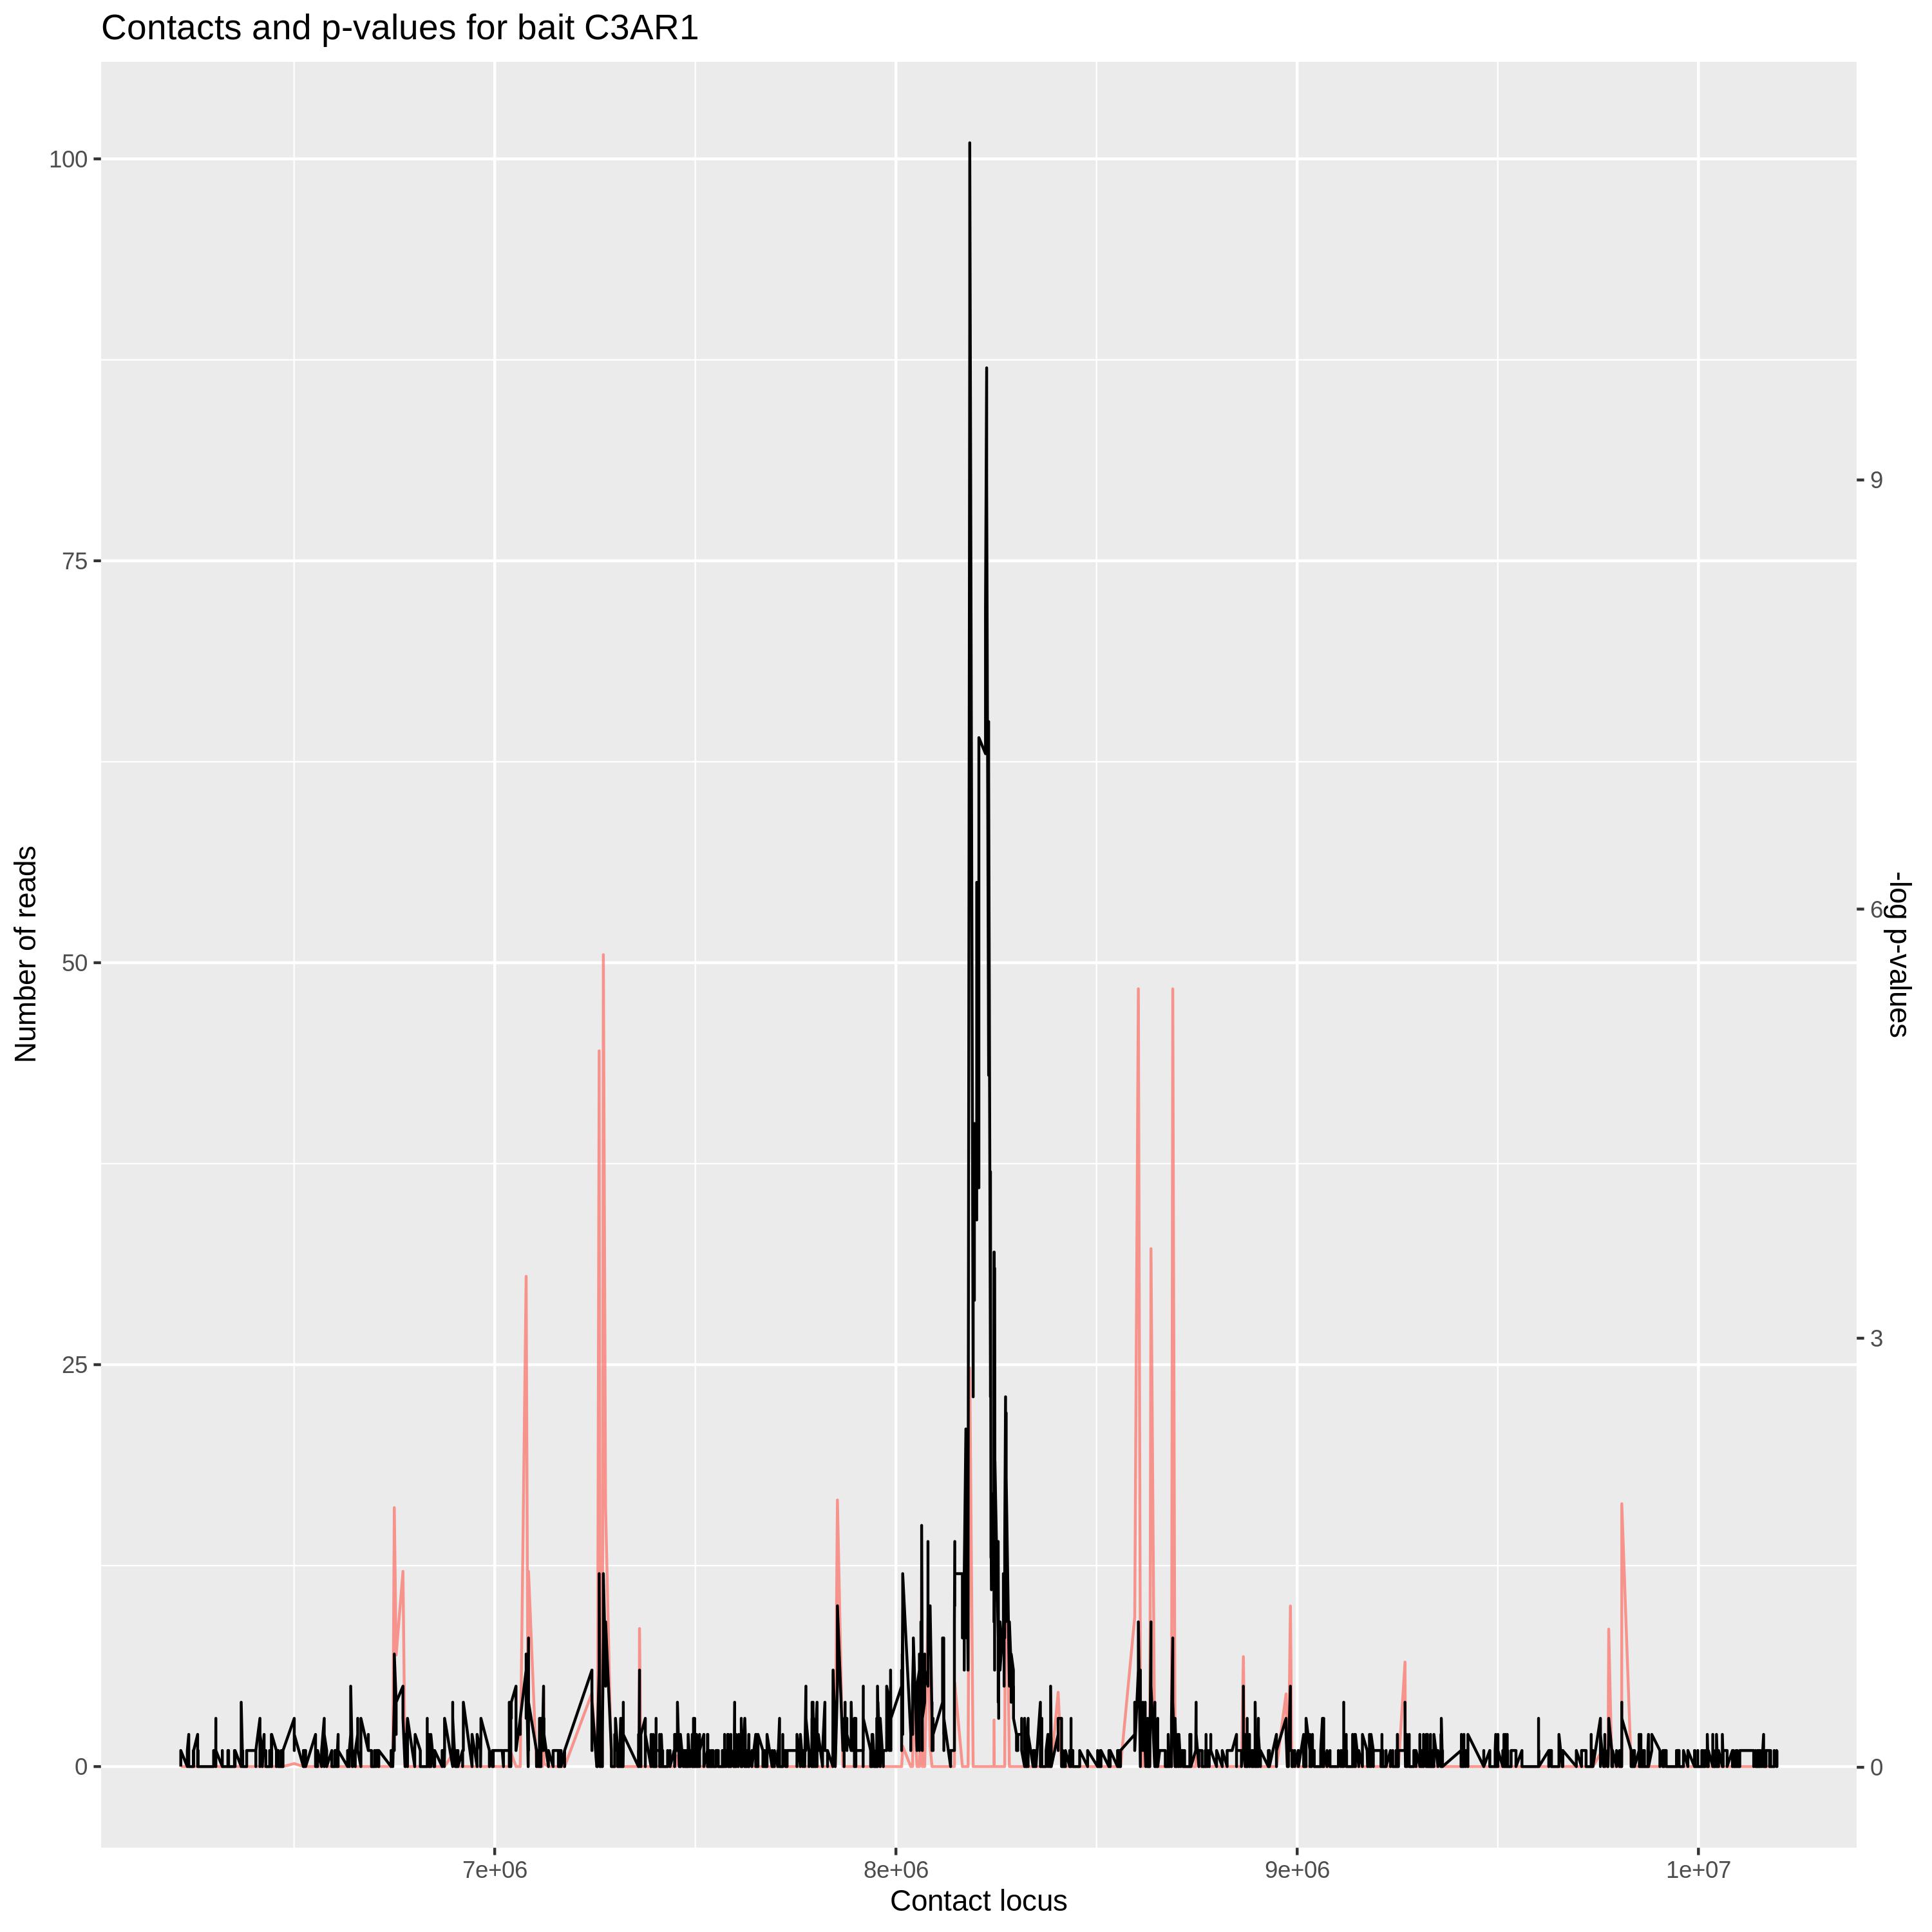 Contacts and p-values for bait C3AR1
100
75
50
25
0
Number of reads
9
6
3
0
-log p-values
7e+06
8e+06
9e+06
1e+07
Contact locus